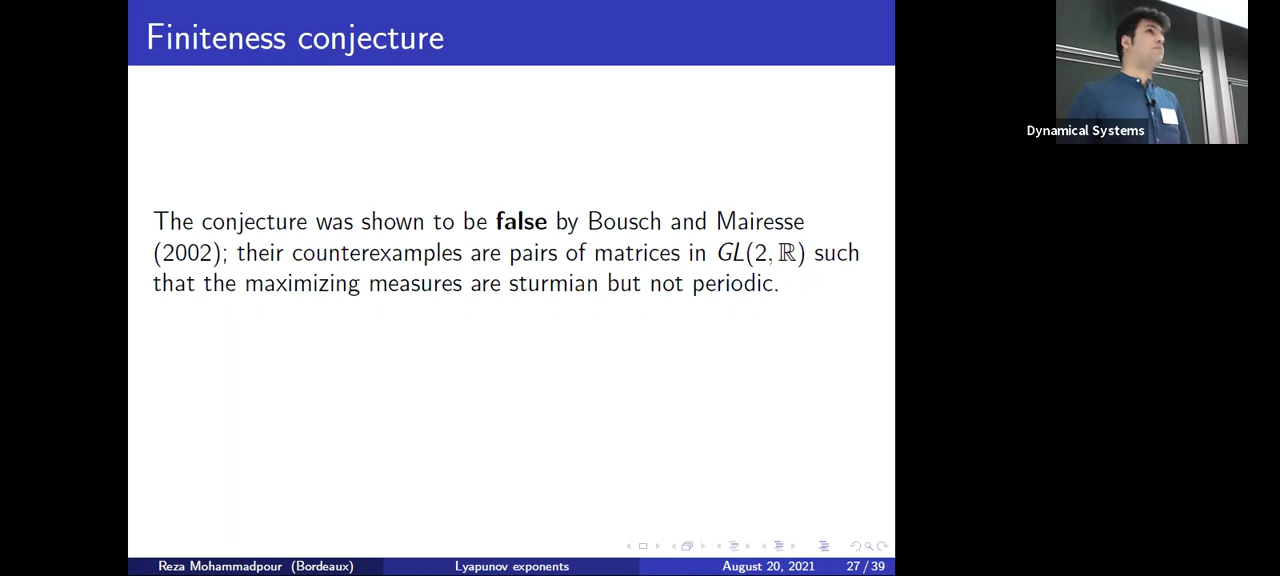 Finiteness conjecture
Dynamical Systems
The conjecture was shown to be false by Bousch and Mairesse
(2002); their counterexamples are pairs of matrices in GL(2, ℝ) such
that the maximizing measures are sturmian but not periodic.
Reza Mohammadpour (Bordeaux) Lyapunov exponents August 20, 2021 27 / 39